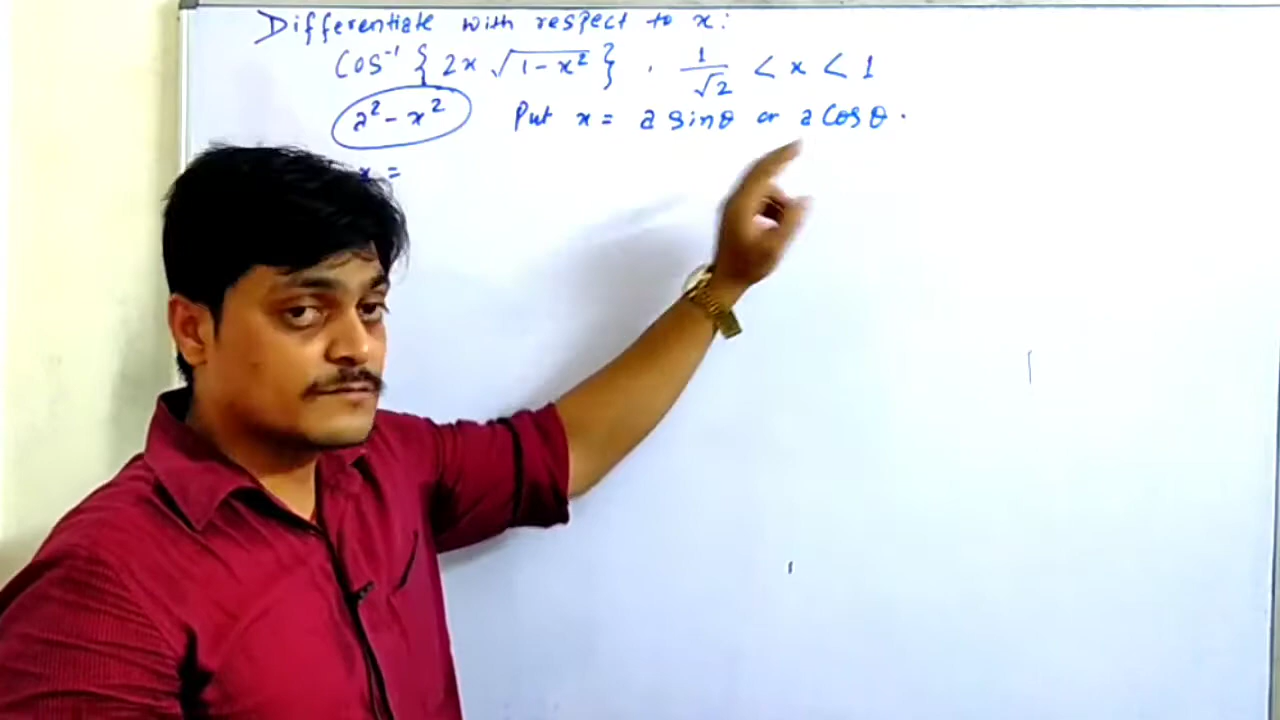 Differentiate with respect to x:
Cos⁻¹ { 2x √(1-x²) } . 1/√2 < x < 1
a² - x² Put x = a sinθ or a Cosθ.
x =